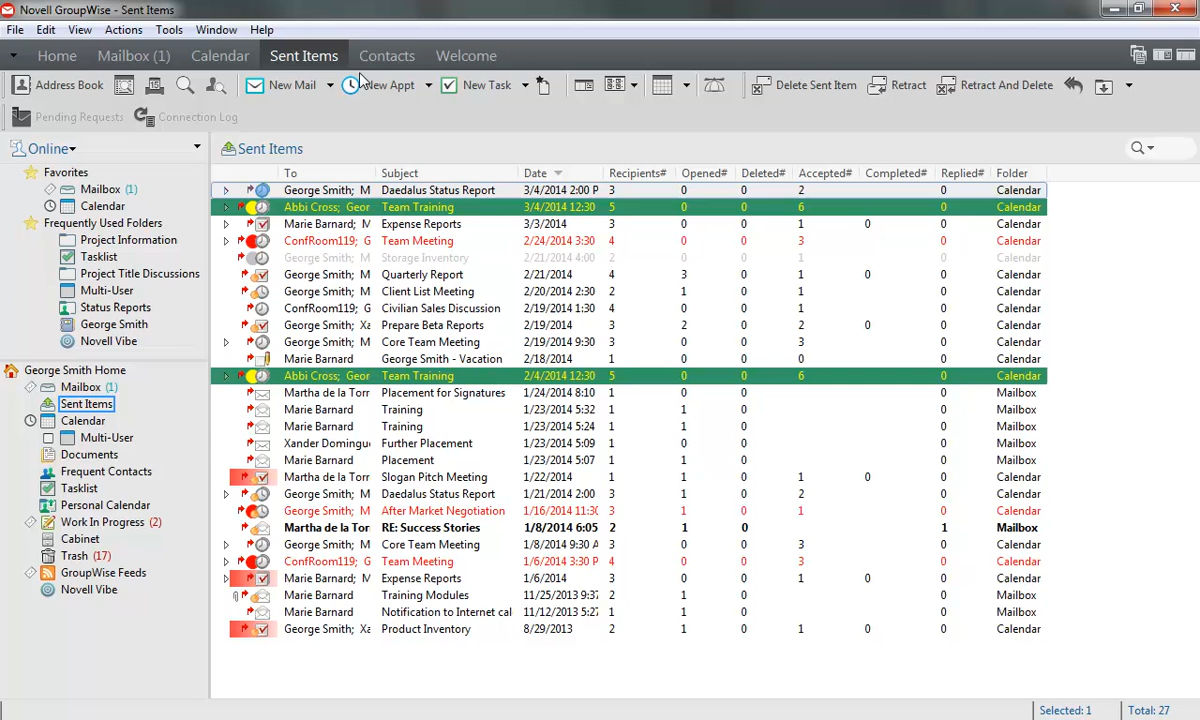 Novell GroupWise - Sent Items
File Edit View Actions Tools Window Help
Home Mailbox (1) Calendar Sent Items Contacts Welcome
Address Book New Mail New Appt New Task Delete Sent Item Retract Retract And Delete
Pending Requests Connection Log
Online
Sent Items
Favorites
Mailbox (1)
Calendar
Frequently Used Folders
Project Information
Tasklist
Project Title Discussions
Multi-User
Status Reports
George Smith
Novell Vibe
George Smith Home
Mailbox (1)
Sent Items
Calendar
Multi-User
Documents
Frequent Contacts
Tasklist
Personal Calendar
Work In Progress (2)
Cabinet
Trash (17)
GroupWise Feeds
Novell Vibe
To Subject Date Recipients# Opened# Deleted# Accepted# Completed# Replied# Folder
George Smith; M Daedalus Status Report 3/4/2014 2:00 P 3 0 0 2 0 Calendar
Abbi Cross; Geor Team Training 3/4/2014 12:30 5 0 0 6 0 Calendar
Marie Barnard; M Expense Reports 3/3/2014 3 0 0 1 0 0 Calendar
ConfRoom119; G Team Meeting 2/24/2014 3:30 4 0 0 3 0 Calendar
George Smith; M Storage Inventory 2/21/2014 4:00 2 0 0 1 0 Calendar
George Smith; M Quarterly Report 2/21/2014 4 3 0 1 0 0 Calendar
George Smith; M Client List Meeting 2/20/2014 2:30 2 1 0 1 0 Calendar
ConfRoom119; G Civilian Sales Discussion 2/19/2014 1:30 4 0 0 1 0 Calendar
George Smith; Xa Prepare Beta Reports 2/19/2014 3 2 0 2 0 0 Calendar
George Smith; M Core Team Meeting 2/19/2014 9:30 3 0 0 3 0 Calendar
Marie Barnard George Smith - Vacation 2/18/2014 1 0 0 0 0 Calendar
Abbi Cross; Geor Team Training 2/4/2014 12:30 5 0 0 6 0 Calendar
Martha de la Torr Placement for Signatures 1/24/2014 8:10 1 0 0 0 Mailbox
Marie Barnard Training 1/23/2014 5:32 1 1 0 0 Mailbox
Marie Barnard Training 1/23/2014 5:24 1 1 0 0 Mailbox
Xander Domingue Further Placement 1/23/2014 5:09 1 0 0 0 Mailbox
Marie Barnard Placement 1/23/2014 5:07 1 1 0 0 Mailbox
Martha de la Torr Slogan Pitch Meeting 1/22/2014 1 1 0 1 0 0 Calendar
George Smith; M Daedalus Status Report 1/21/2014 2:00 3 1 0 2 0 Calendar
George Smith; M After Market Negotiation 1/16/2014 11:30 3 1 0 1 0 Calendar
Martha de la Tor RE: Success Stories 1/8/2014 6:05 2 1 0 1 Mailbox
George Smith; M Core Team Meeting 1/8/2014 9:30 A 3 0 0 3 0 Calendar
ConfRoom119; G Team Meeting 1/6/2014 3:30 P 4 0 0 3 0 Calendar
Marie Barnard; M Expense Reports 1/6/2014 3 0 0 1 0 0 Calendar
Marie Barnard Training Modules 11/25/2013 9:37 2 1 0 0 Mailbox
Marie Barnard Notification to Internet cal 11/12/2013 5:27 1 1 0 0 Mailbox
George Smith; Xa Product Inventory 8/29/2013 2 1 0 1 0 0 Calendar
Selected: 1 Total: 27